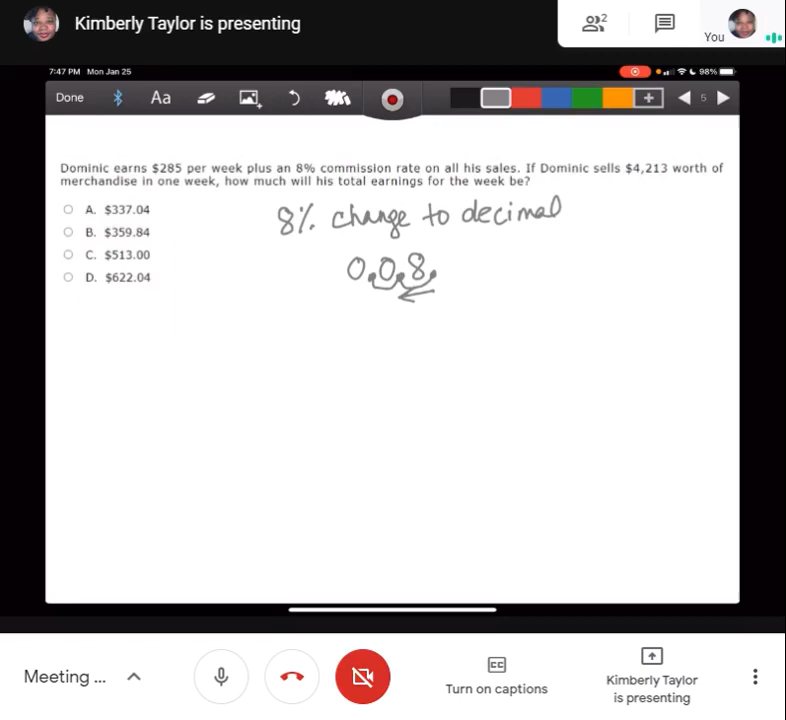 Kimberly Taylor is presenting
2
You
7:47 PM Mon Jan 25
98%
Done
Aa
5
Dominic earns $285 per week plus an 8% commission rate on all his sales. If Dominic sells $4,213 worth of
merchandise in one week, how much will his total earnings for the week be?
A. $337.04
B. $359.84
C. $513.00
D. $622.04
8% change to decimal
0.0.8.
Meeting ...
CC
Turn on captions
Kimberly Taylor
is presenting